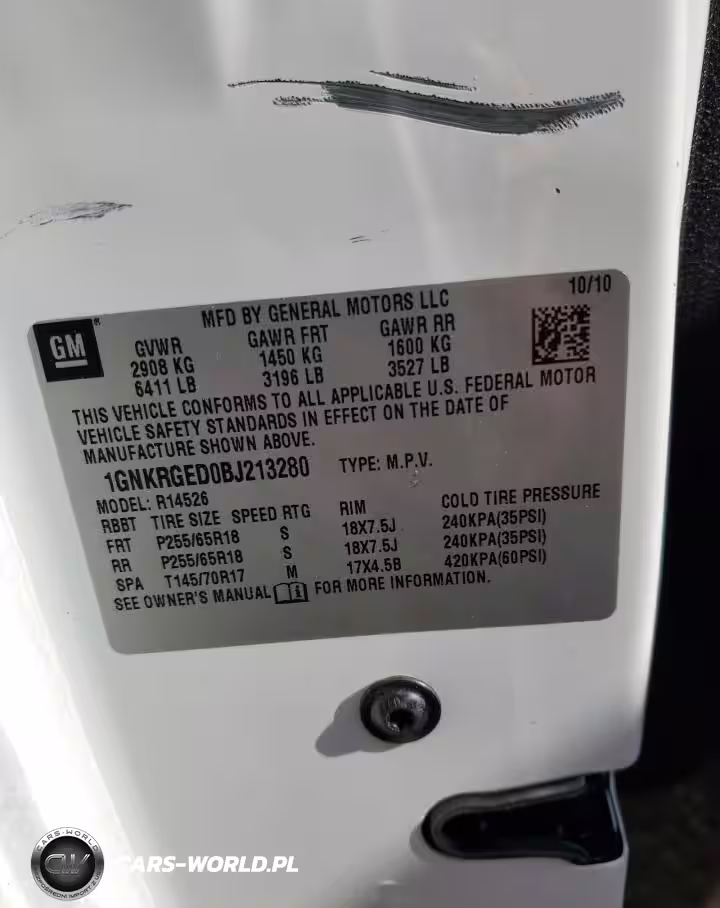 GM
MFD BY GENERAL MOTORS LLC 10/10
GVWR GAWR FRT GAWR RR
2908 KG 1450 KG 1600 KG
6411 LB 3196 LB 3527 LB
THIS VEHICLE CONFORMS TO ALL APPLICABLE U.S. FEDERAL MOTOR
VEHICLE SAFETY STANDARDS IN EFFECT ON THE DATE OF
MANUFACTURE SHOWN ABOVE.
1GNKRGED0BJ213280 TYPE: M.P.V.
MODEL: R14526
RBBT TIRE SIZE SPEED RTG RIM COLD TIRE PRESSURE
FRT P255/65R18 S 18X7.5J 240KPA(35PSI)
RR P255/65R18 S 18X7.5J 240KPA(35PSI)
SPA T145/70R17 M 17X4.5B 420KPA(60PSI)
SEE OWNER'S MANUAL FOR MORE INFORMATION.
CARS-WORLD
CW
CARS-WORLD.PL